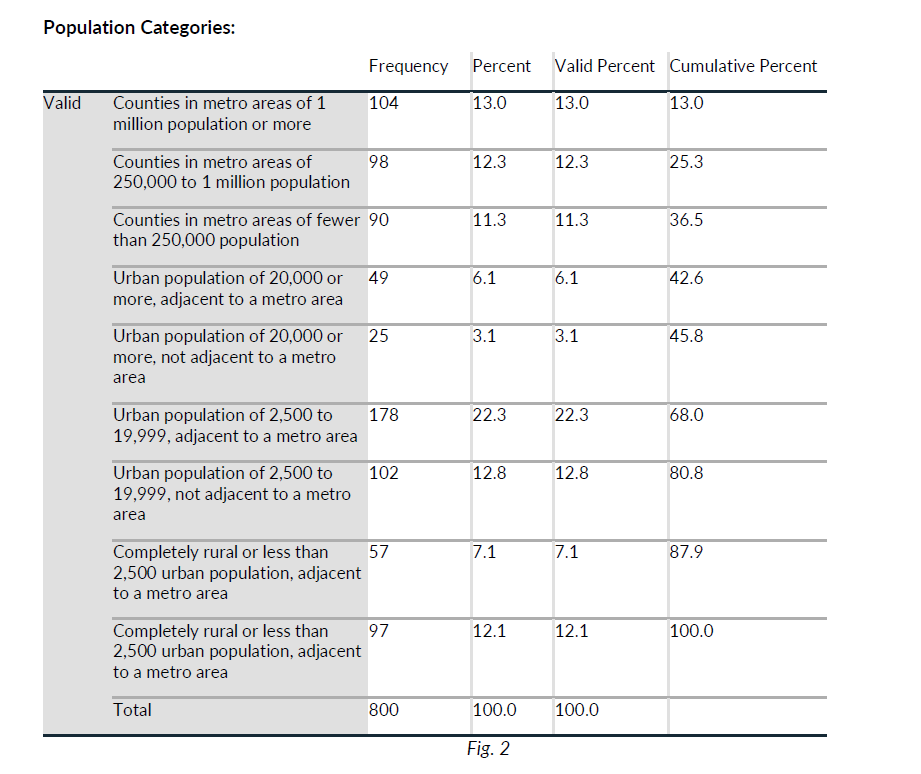 Population Categories:
Frequency Percent Valid Percent Cumulative Percent
Valid Counties in metro areas of 1 104 13.0 13.0 13.0
million population or more
Counties in metro areas of 98 12.3 12.3 25.3
250,000 to 1 million population
Counties in metro areas of fewer 90 11.3 11.3 36.5
than 250,000 population
Urban population of 20,000 or 49 6.1 6.1 42.6
more, adjacent to a metro area
Urban population of 20,000 or 25 3.1 3.1 45.8
more, not adjacent to a metro
area
Urban population of 2,500 to 178 22.3 22.3 68.0
19,999, adjacent to a metro area
Urban population of 2,500 to 102 12.8 12.8 80.8
19,999, not adjacent to a metro
area
Completely rural or less than 57 7.1 7.1 87.9
2,500 urban population, adjacent
to a metro area
Completely rural or less than 97 12.1 12.1 100.0
2,500 urban population, adjacent
to a metro area
Total 800 100.0 100.0
Fig. 2